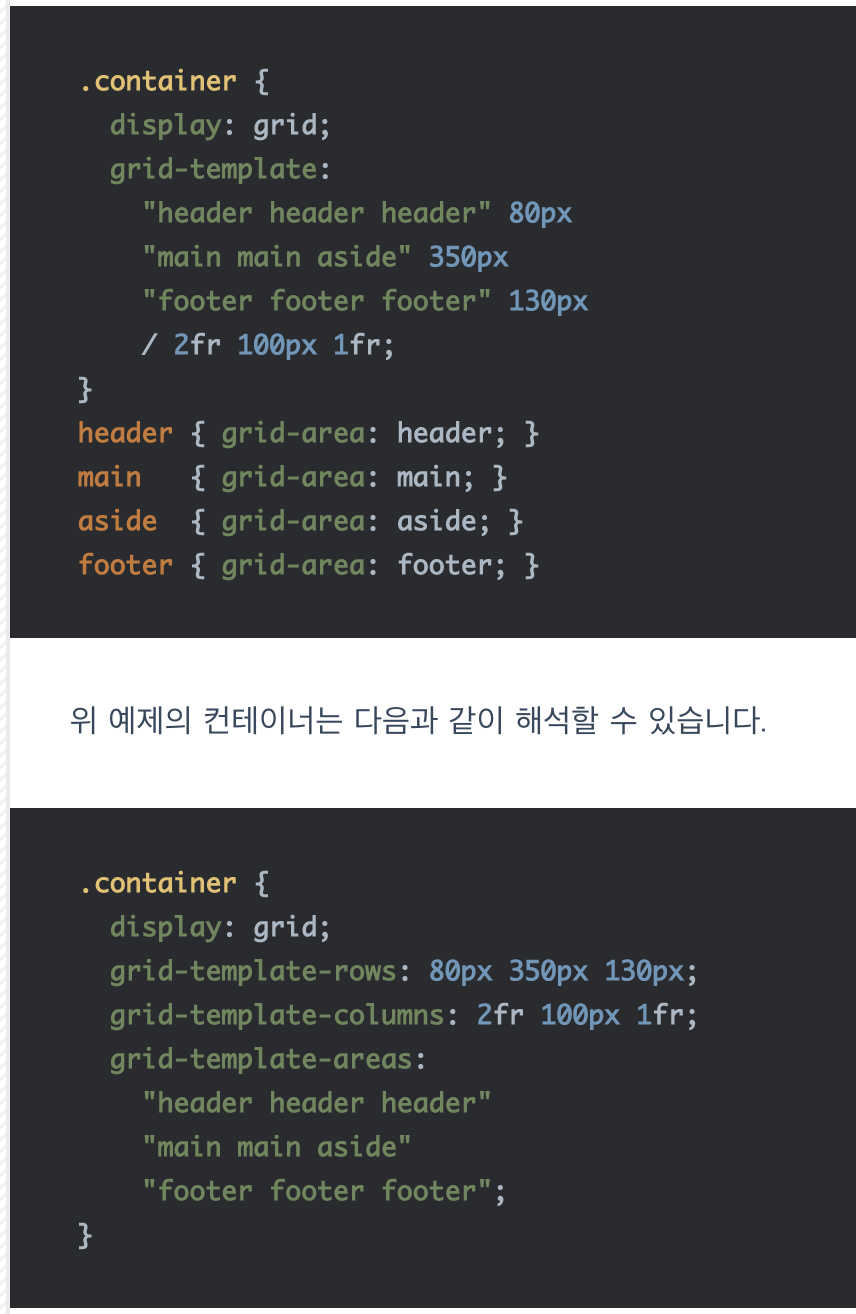 .container {
  display: grid;
  grid-template:
    "header header header" 80px
    "main main aside" 350px
    "footer footer footer" 130px
    / 2fr 100px 1fr;
}
header { grid-area: header; }
main   { grid-area: main; }
aside  { grid-area: aside; }
footer { grid-area: footer; }
위 예제의 컨테이너는 다음과 같이 해석할 수 있습니다.
.container {
  display: grid;
  grid-template-rows: 80px 350px 130px;
  grid-template-columns: 2fr 100px 1fr;
  grid-template-areas:
    "header header header"
    "main main aside"
    "footer footer footer";
}